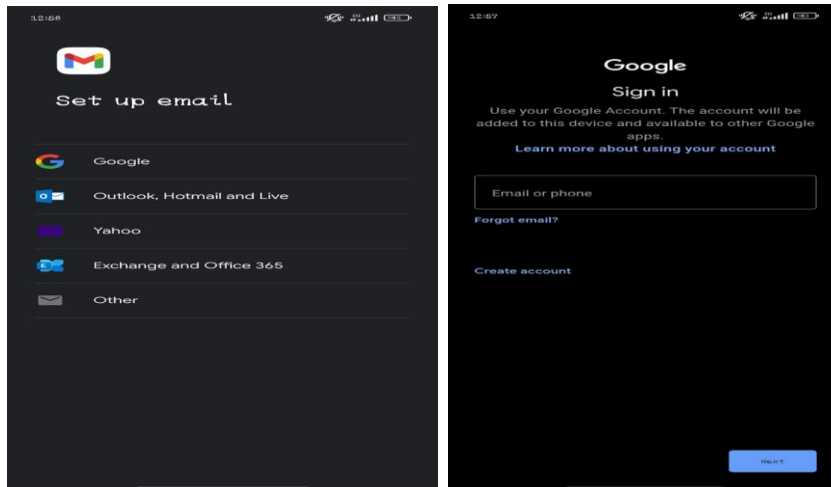 12:56
Set up email
Google
Outlook, Hotmail and Live
Yahoo
Exchange and Office 365
Other
12:57
Google
Sign in
Use your Google Account. The account will be
added to this device and available to other Google
apps.
Learn more about using your account
Email or phone
Forgot email?
Create account
Next